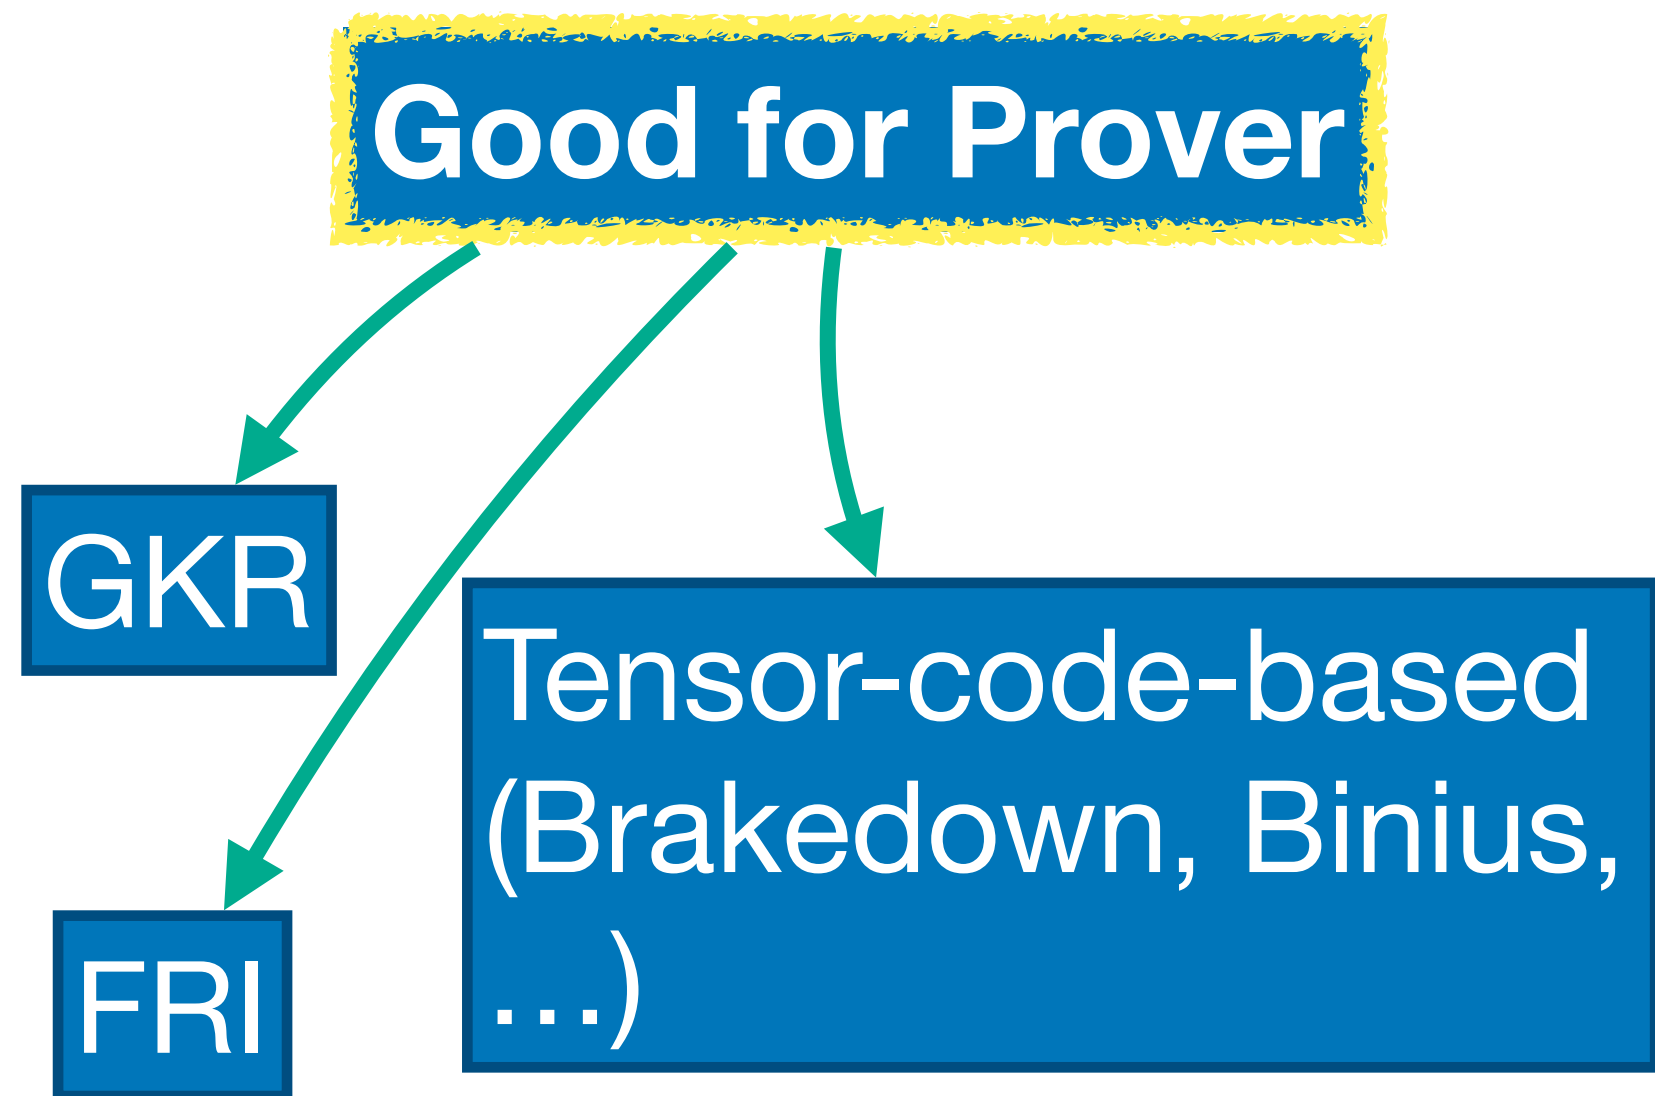 Good for Prover
GKR
Tensor-code-based
(Brakedown, Binius,
…)
FRI